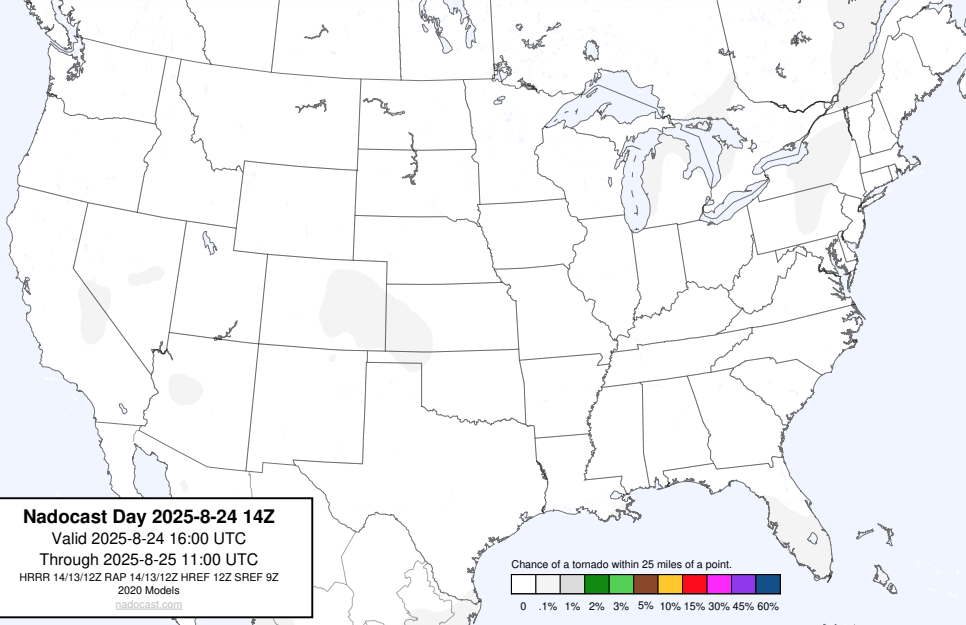 Nadocast Day 2025-8-24 14Z
Valid 2025-8-24 16:00 UTC
Through 2025-8-25 11:00 UTC
HRRR 14/13/12Z RAP 14/13/12Z HREF 12Z SREF 9Z
2020 Models
nadocast.com
Chance of a tornado within 25 miles of a point.
0 .1% 1% 2% 3% 5% 10% 15% 30% 45% 60%